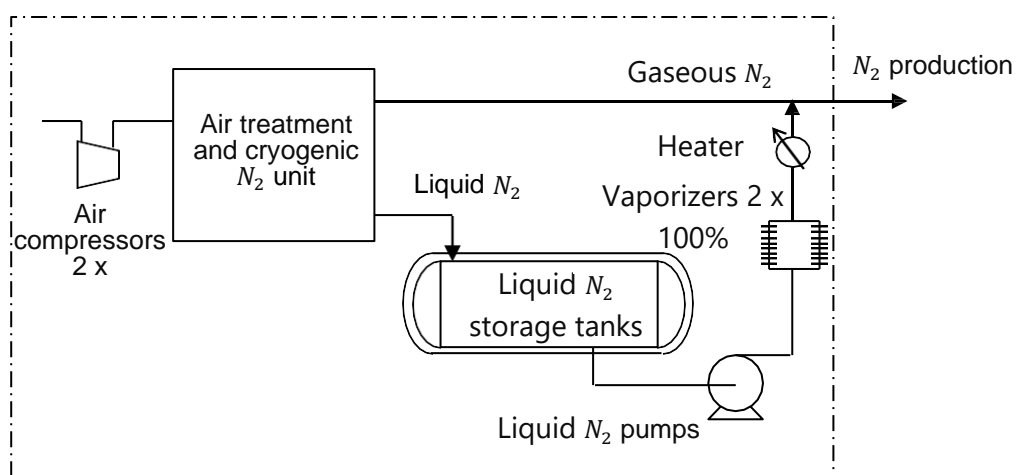 Gaseous N₂
N₂ production
Air treatment
and cryogenic
N₂ unit
Heater
Liquid N₂
Vaporizers 2 x
100%
Air
compressors
2 x
Liquid N₂
storage tanks
Liquid N₂ pumps